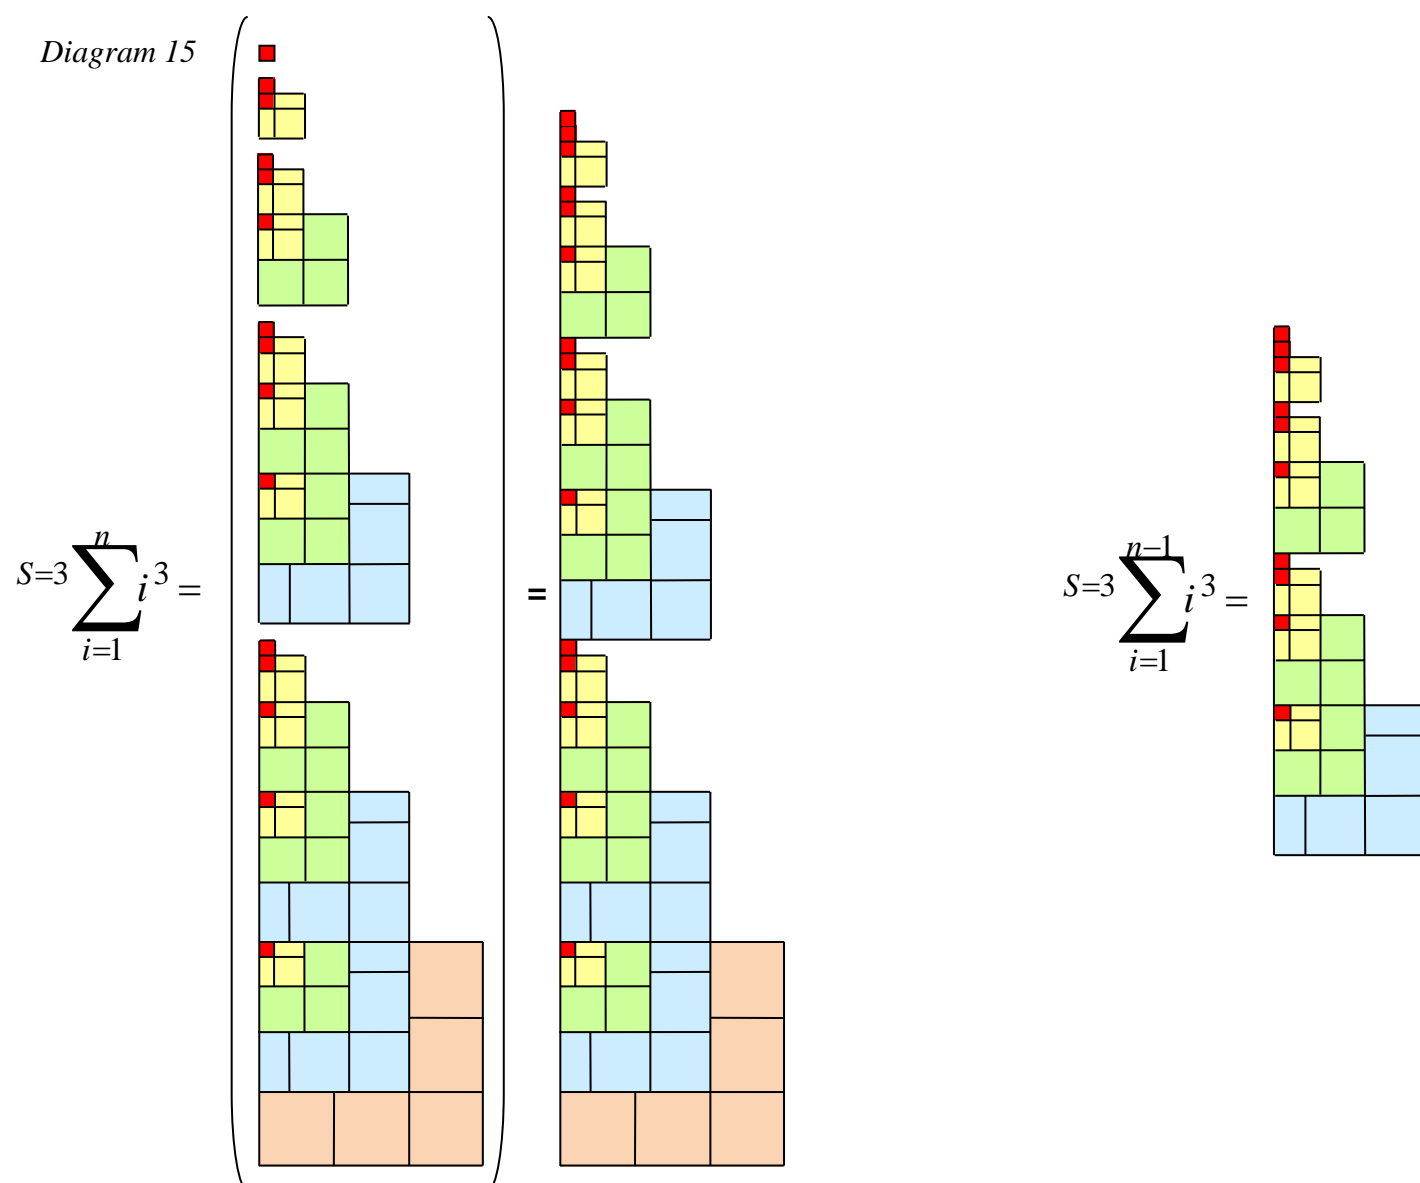 Diagram 15
n
S=3 ∑ i³ =
i=1
=
n−1
S=3 ∑ i³ =
i=1